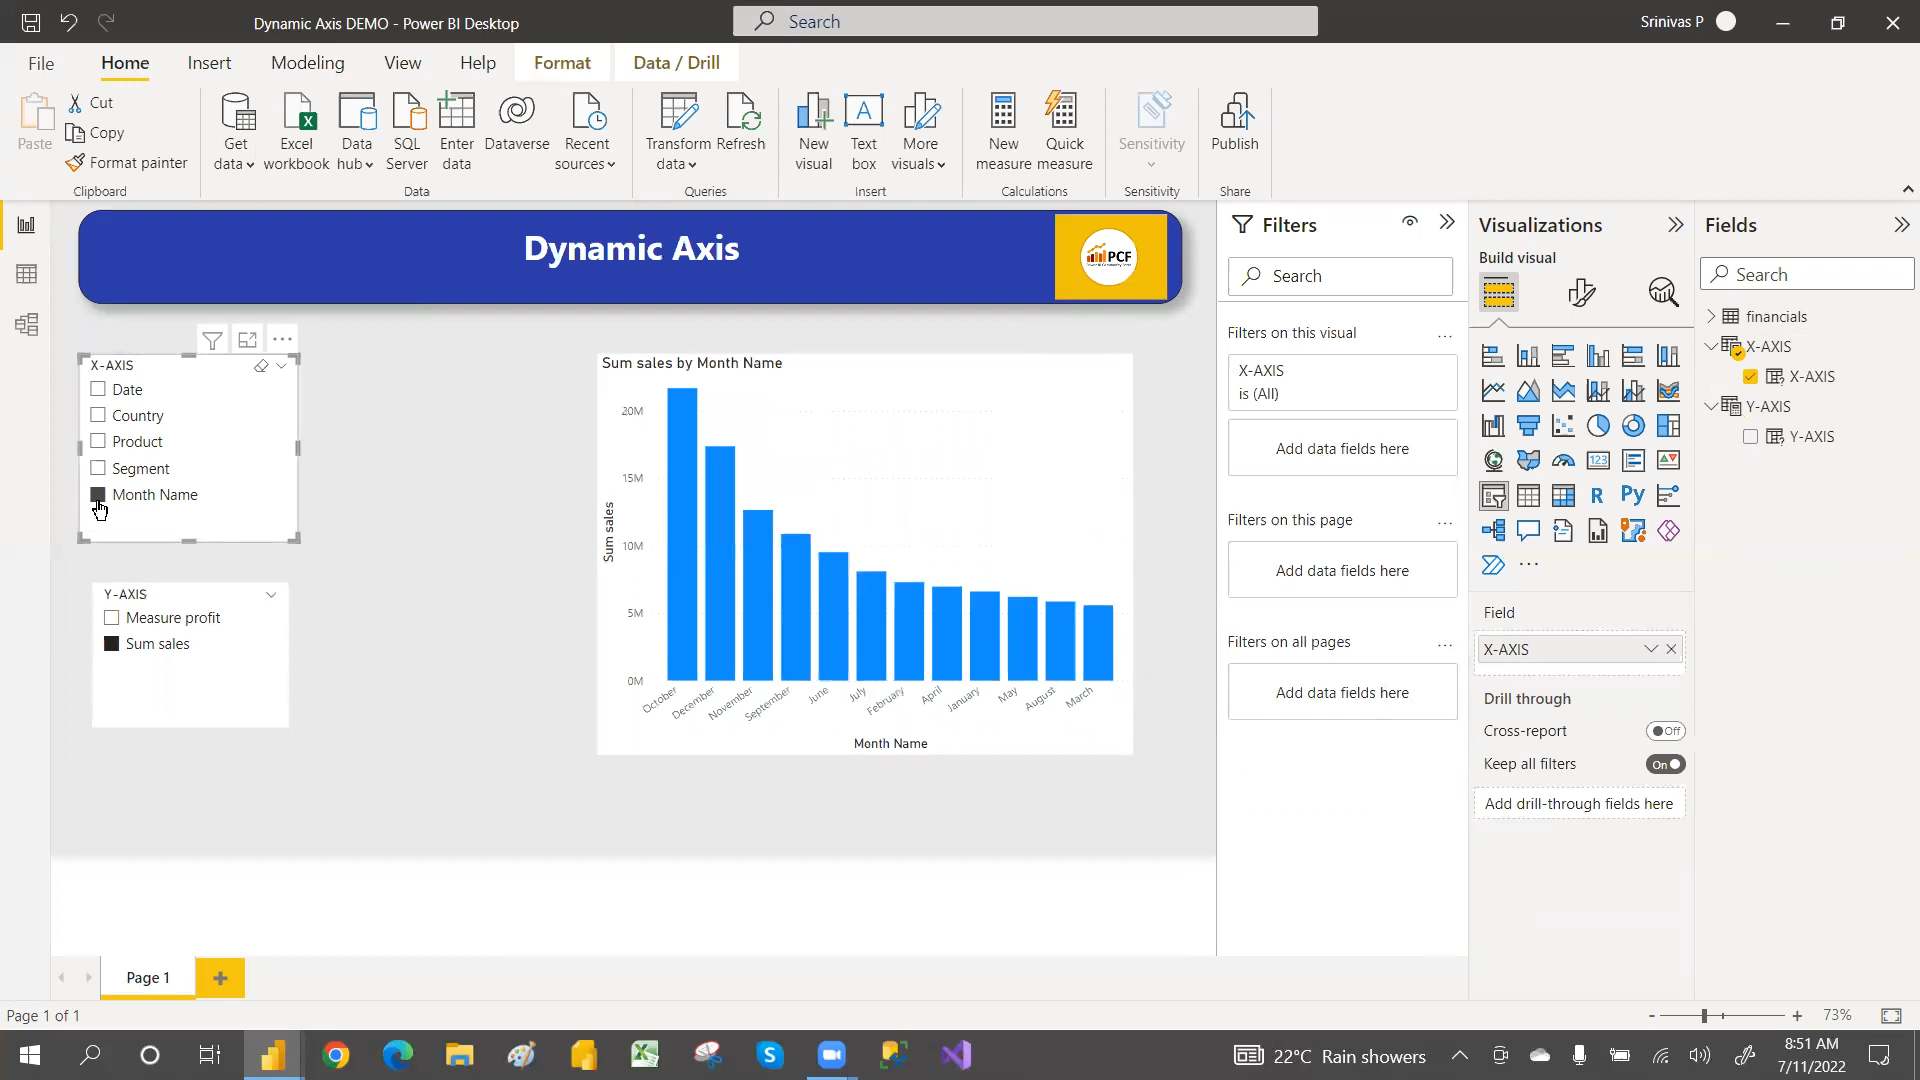 Dynamic Axis DEMO - Power BI Desktop
Search
Srinivas P
File
Home
Insert
Modeling
View
Help
Format
Data / Drill
Paste
Cut
Copy
Format painter
Clipboard
Get data
Excel workbook
Data hub
SQL Server
Enter data
Dataverse
Recent sources
Data
Transform data
Refresh
Queries
New visual
Text box
More visuals
Insert
New measure
Quick measure
Calculations
Sensitivity
Sensitivity
Publish
Share
Dynamic Axis
PCF
X-AXIS
Date
Country
Product
Segment
Month Name
Y-AXIS
Measure profit
Sum sales
Sum sales by Month Name
20M
15M
10M
5M
0M
Sum sales
October
December
November
September
June
July
February
April
January
May
August
March
Month Name
Filters
Search
Filters on this visual
...
X-AXIS
is (All)
Add data fields here
Filters on this page
...
Add data fields here
Filters on all pages
...
Add data fields here
Visualizations
Build visual
123
R
Py
...
Field
X-AXIS
Drill through
Cross-report
Off
Keep all filters
On
Add drill-through fields here
Fields
Search
financials
X-AXIS
X-AXIS
Y-AXIS
Y-AXIS
Page 1
+
Page 1 of 1
- + 73%
22°C Rain showers
8:51 AM
7/11/2022